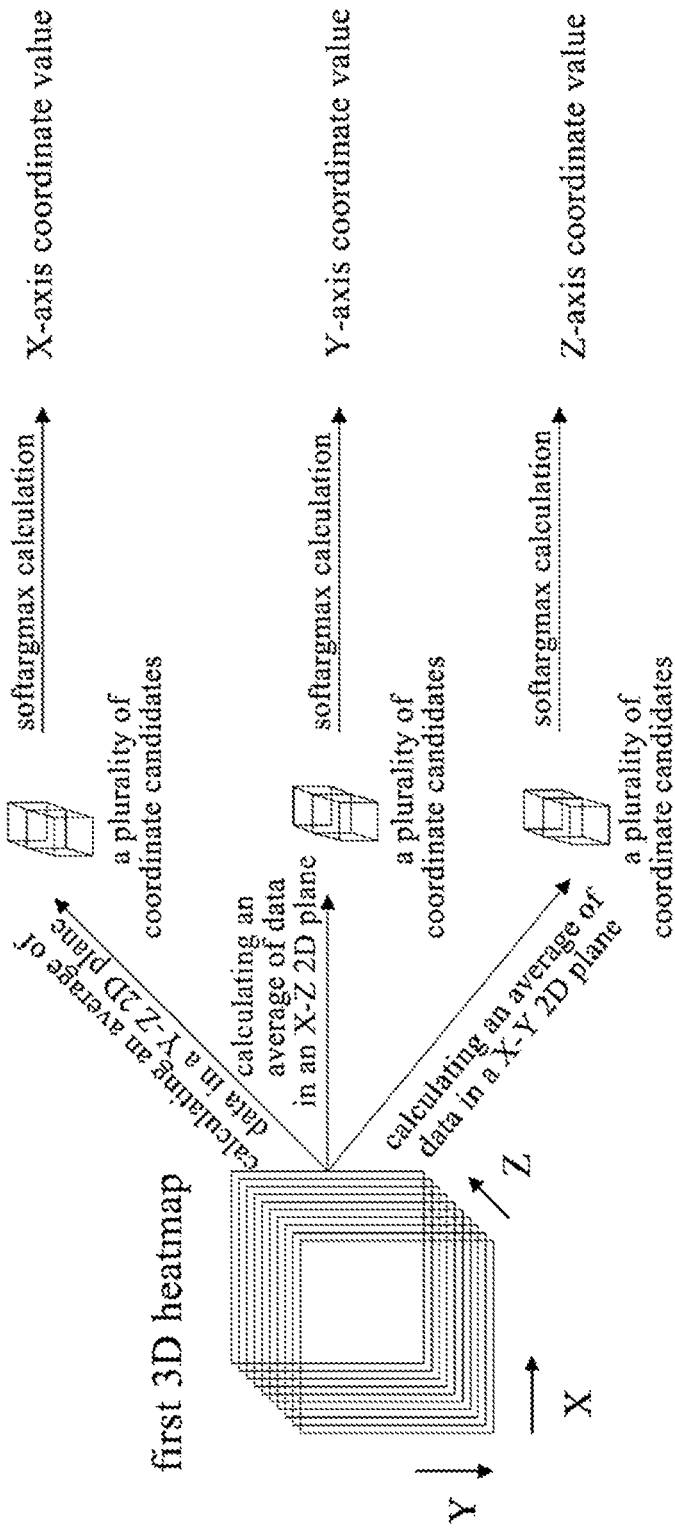 first 3D heatmap
Y
X
Z
calculating an average of
data in a Y-Z 2D plane
calculating an
average of data
in an X-Z 2D plane
calculating an average of
data in a X-Y 2D plane
a plurality of
coordinate candidates
softargmax calculation
X-axis coordinate value
a plurality of
coordinate candidates
softargmax calculation
Y-axis coordinate value
a plurality of
coordinate candidates
softargmax calculation
Z-axis coordinate value